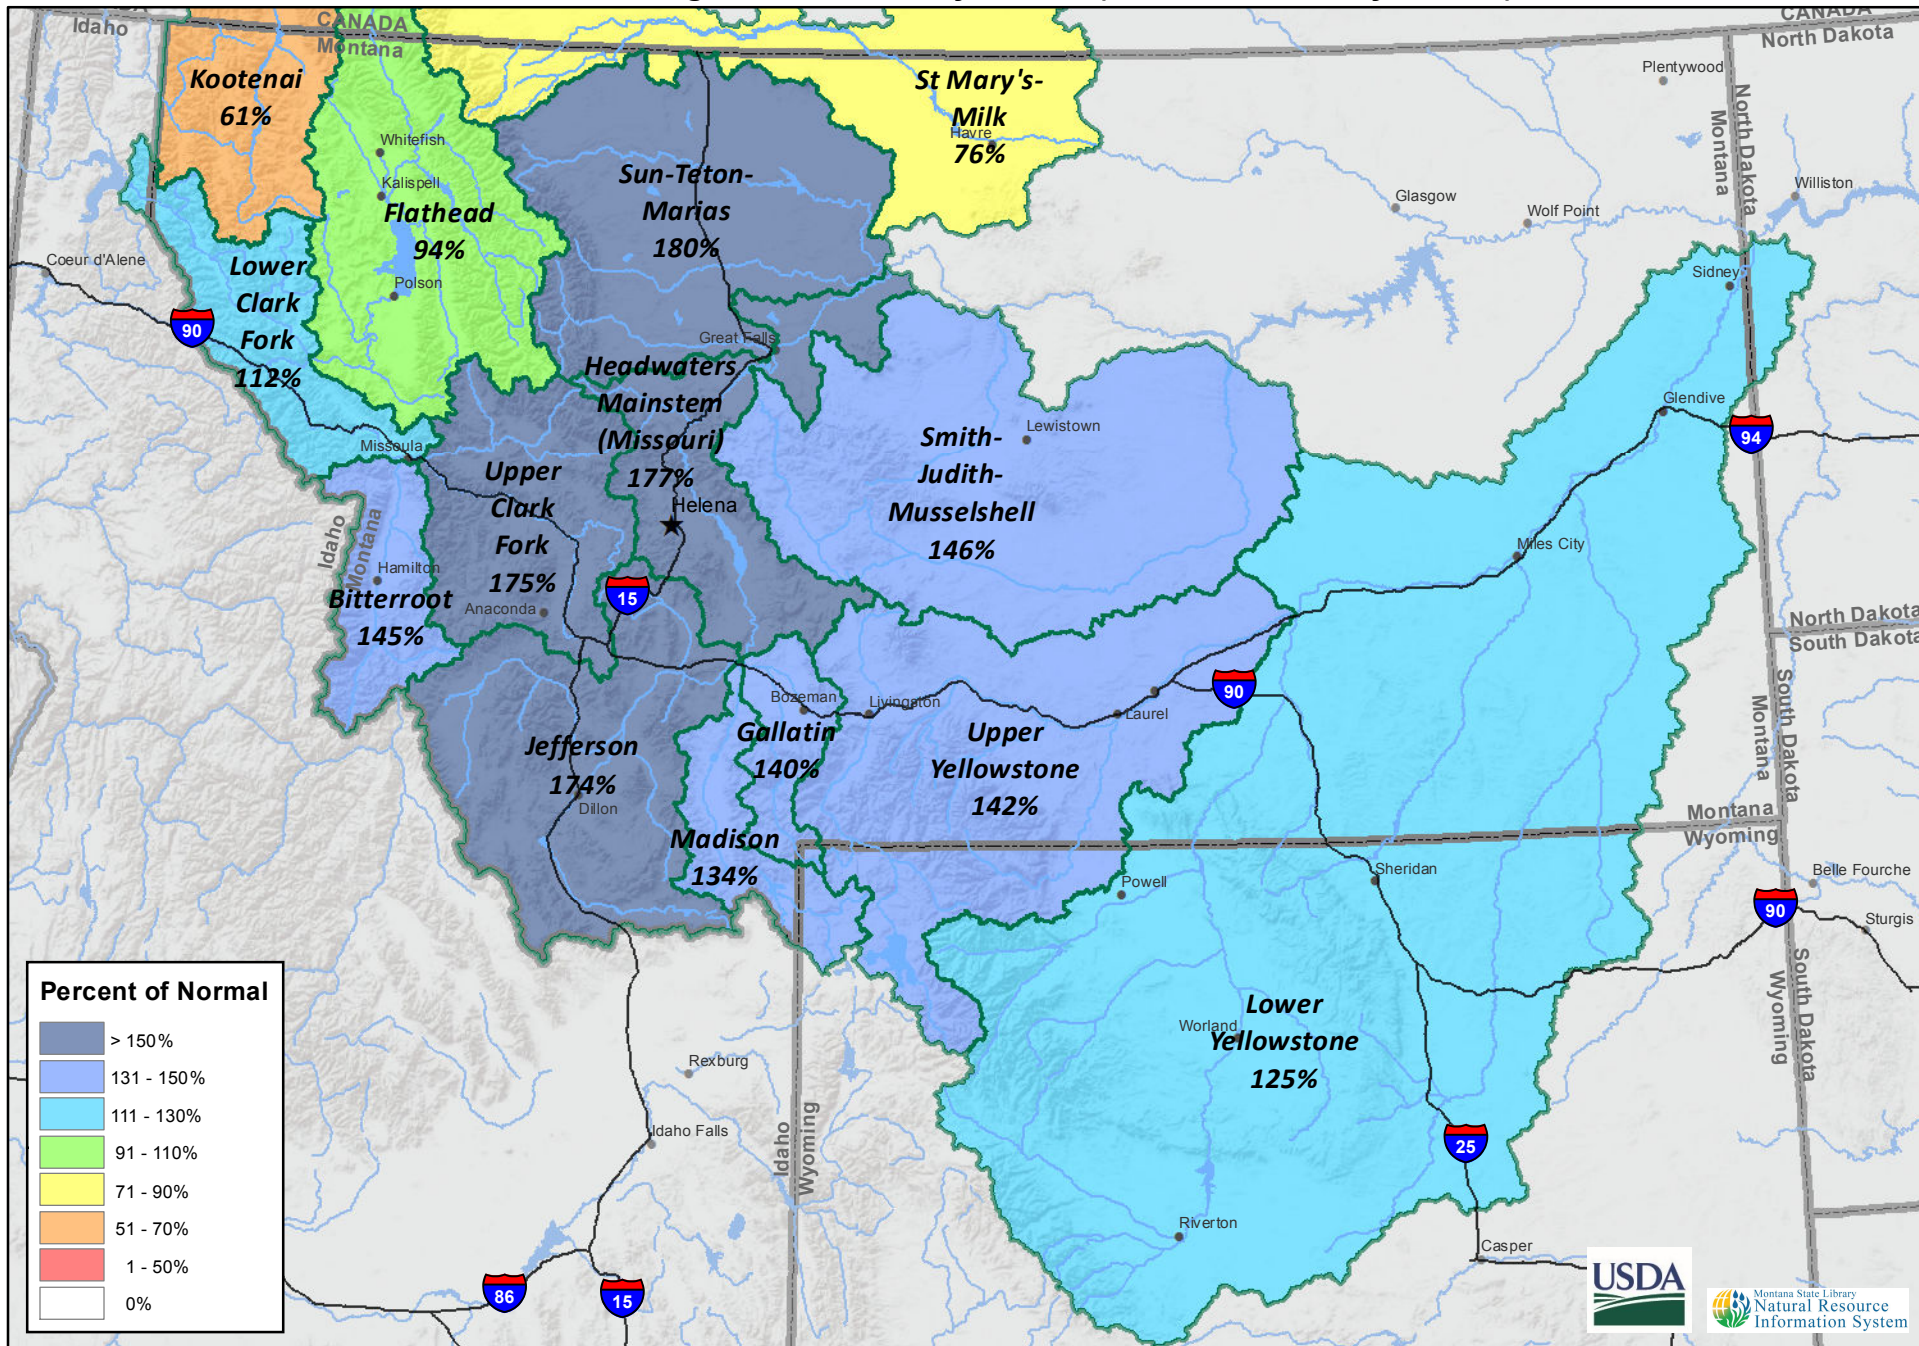 CANADA
Idaho
CANADA
Montana
CANADA
North Dakota
Kootenai
61%
St Mary's-
Milk
76%
Havre
Plentywood
North Dakota
Montana
Whitefish
Kalispell
Flathead
94%
Polson
Sun-Teton-
Marias
180%
Glasgow
Wolf Point
Williston
Sidney
Coeur d'Alene
90
Lower
Clark
Fork
112%
Great Falls
Headwaters
Mainstem
(Missouri)
177%
Helena
Lewistown
Smith-
Judith-
Musselshell
146%
Glendive
94
Missoula
Upper
Clark
Fork
175%
Anaconda
15
Idaho
Montana
Hamilton
Bitterroot
145%
Miles City
North Dakota
South Dakota
South Dakota
Montana
Bozeman
Livingston
Laurel
90
Jefferson
174%
Dillon
Gallatin
140%
Madison
134%
Upper
Yellowstone
142%
Montana
Wyoming
Powell
Sheridan
Belle Fourche
90
Sturgis
South Dakota
Wyoming
Lower
Yellowstone
125%
Worland
Rexburg
Idaho Falls
Idaho
Wyoming
25
Riverton
Casper
86
15
Percent of Normal
> 150%
131 - 150%
111 - 130%
91 - 110%
71 - 90%
51 - 70%
1 - 50%
0%
USDA
Montana State Library
Natural Resource
Information System